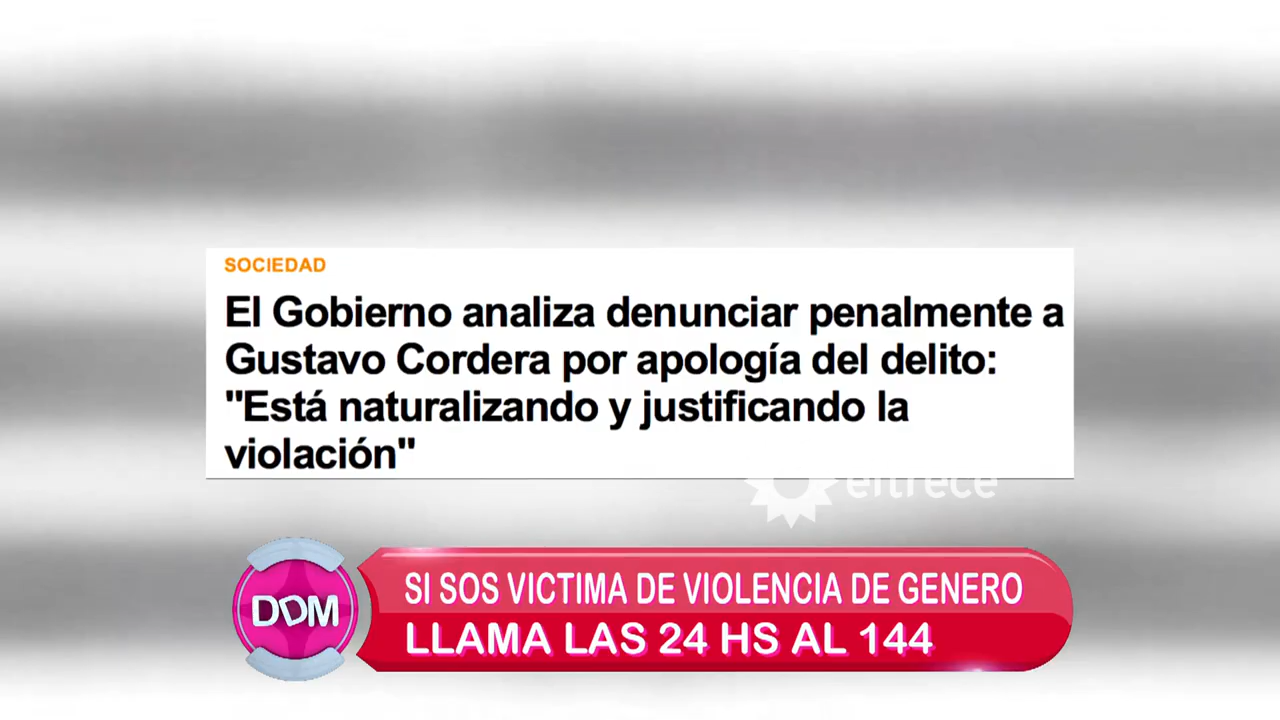 SOCIEDAD
El Gobierno analiza denunciar penalmente a
Gustavo Cordera por apología del delito:
"Está naturalizando y justificando la
violación"
eltrece
DDM
SI SOS VICTIMA DE VIOLENCIA DE GENERO
LLAMA LAS 24 HS AL 144